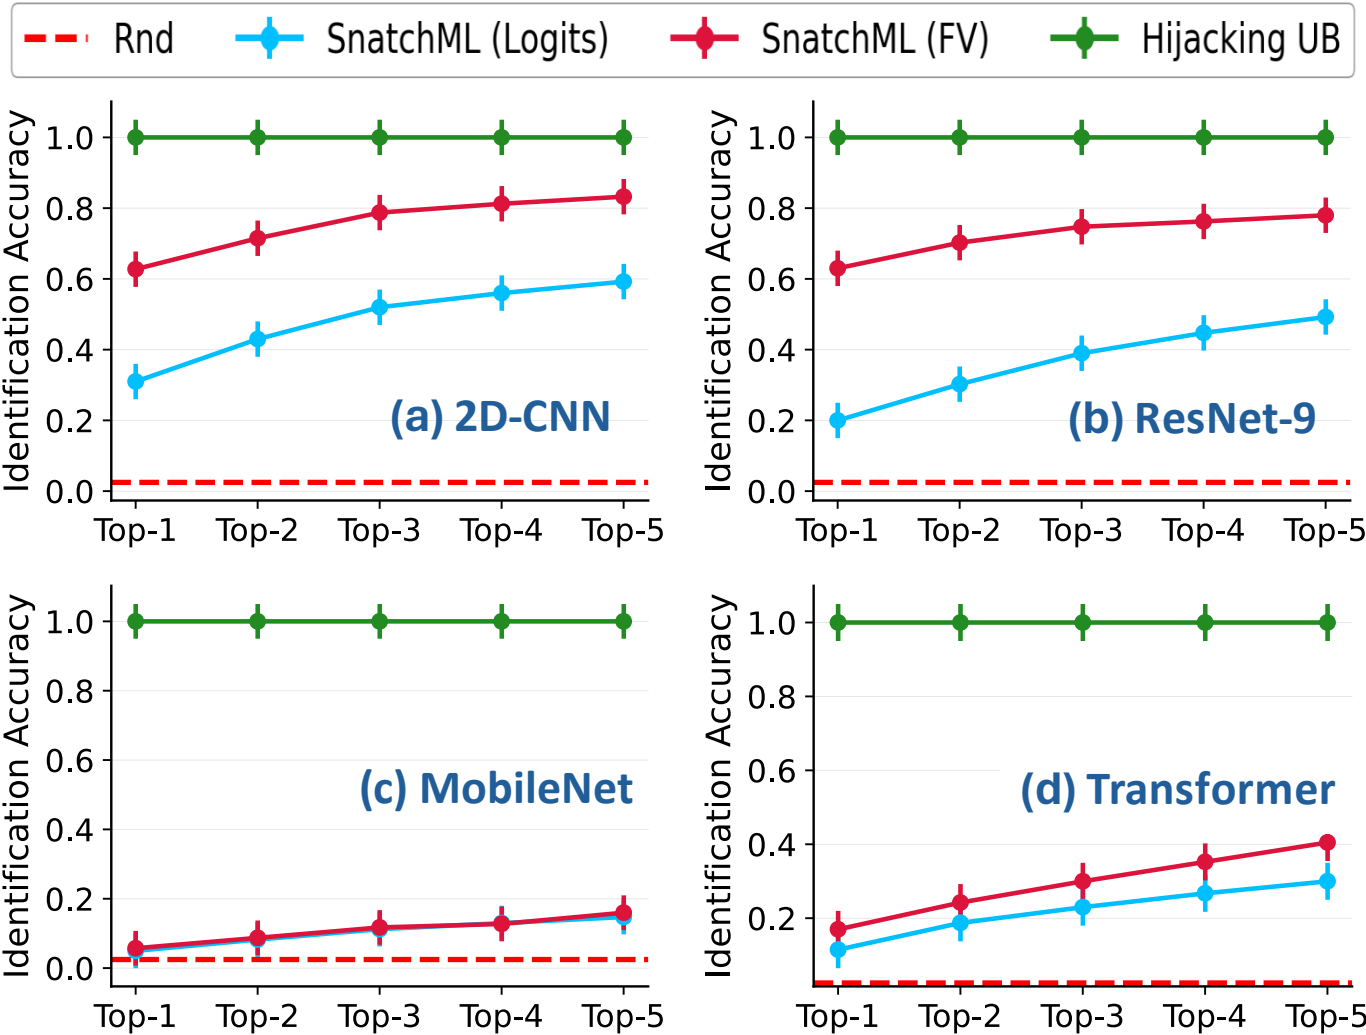 Rnd SnatchML (Logits) SnatchML (FV) Hijacking UB
Identification Accuracy
1.0
0.8
0.6
0.4
0.2
0.0
(a) 2D-CNN
Top-1 Top-2 Top-3 Top-4 Top-5
Identification Accuracy
1.0
0.8
0.6
0.4
0.2
0.0
(b) ResNet-9
Top-1 Top-2 Top-3 Top-4 Top-5
Identification Accuracy
1.0
0.8
0.6
0.4
0.2
0.0
(c) MobileNet
Top-1 Top-2 Top-3 Top-4 Top-5
Identification Accuracy
1.0
0.8
0.6
0.4
0.2
(d) Transformer
Top-1 Top-2 Top-3 Top-4 Top-5